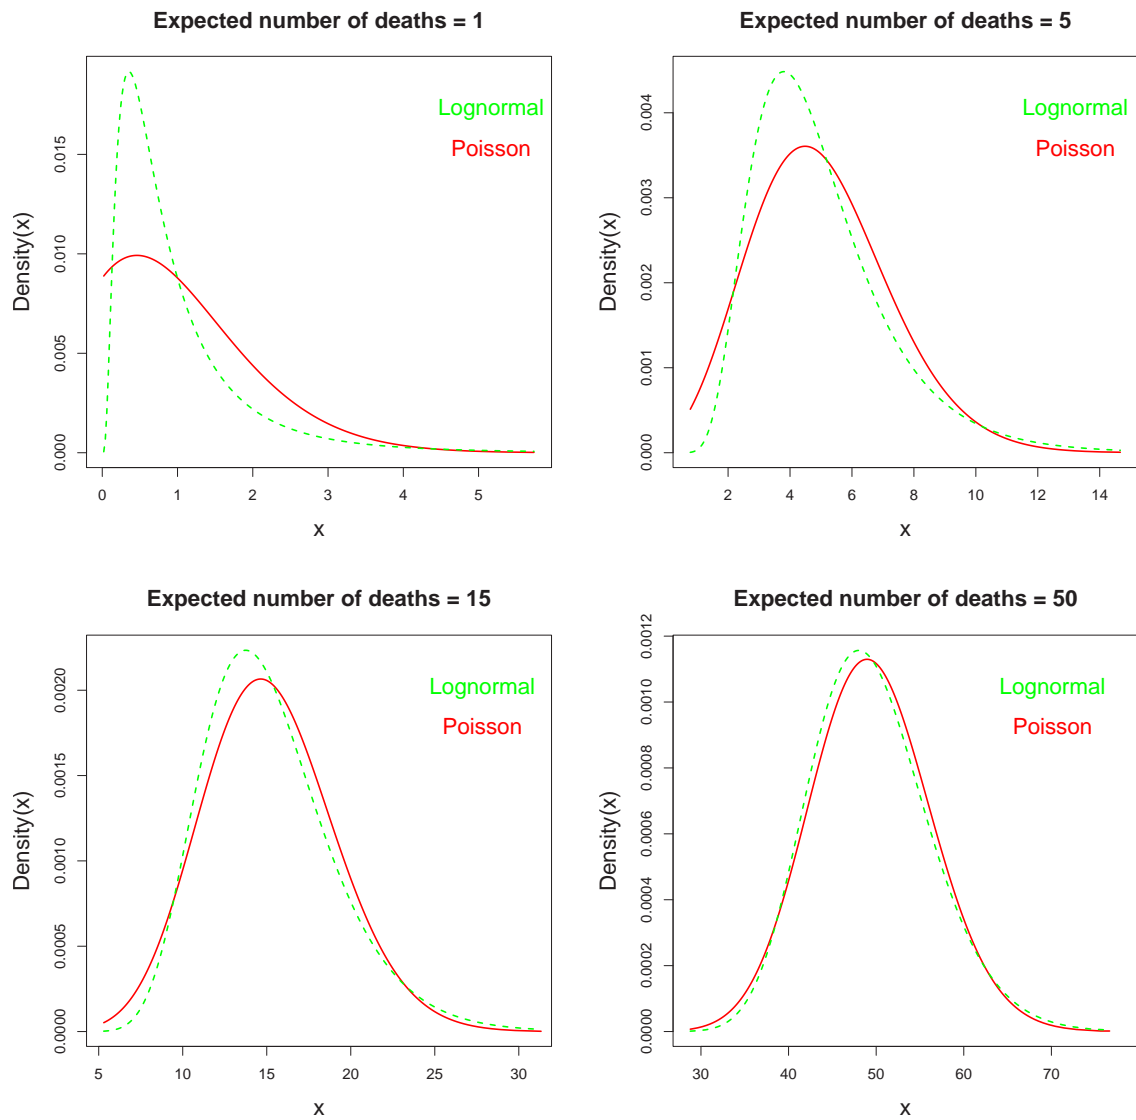 Expected number of deaths = 1
Lognormal
Poisson
Density(x)
0.000
0.005
0.010
0.015
0
1
2
3
4
5
x
Expected number of deaths = 5
Lognormal
Poisson
Density(x)
0.000
0.001
0.002
0.003
0.004
2
4
6
8
10
12
14
x
Expected number of deaths = 15
Lognormal
Poisson
Density(x)
0.0000
0.0005
0.0010
0.0015
0.0020
5
10
15
20
25
30
x
Expected number of deaths = 50
Lognormal
Poisson
Density(x)
0.0000
0.0002
0.0004
0.0006
0.0008
0.0010
0.0012
30
40
50
60
70
x